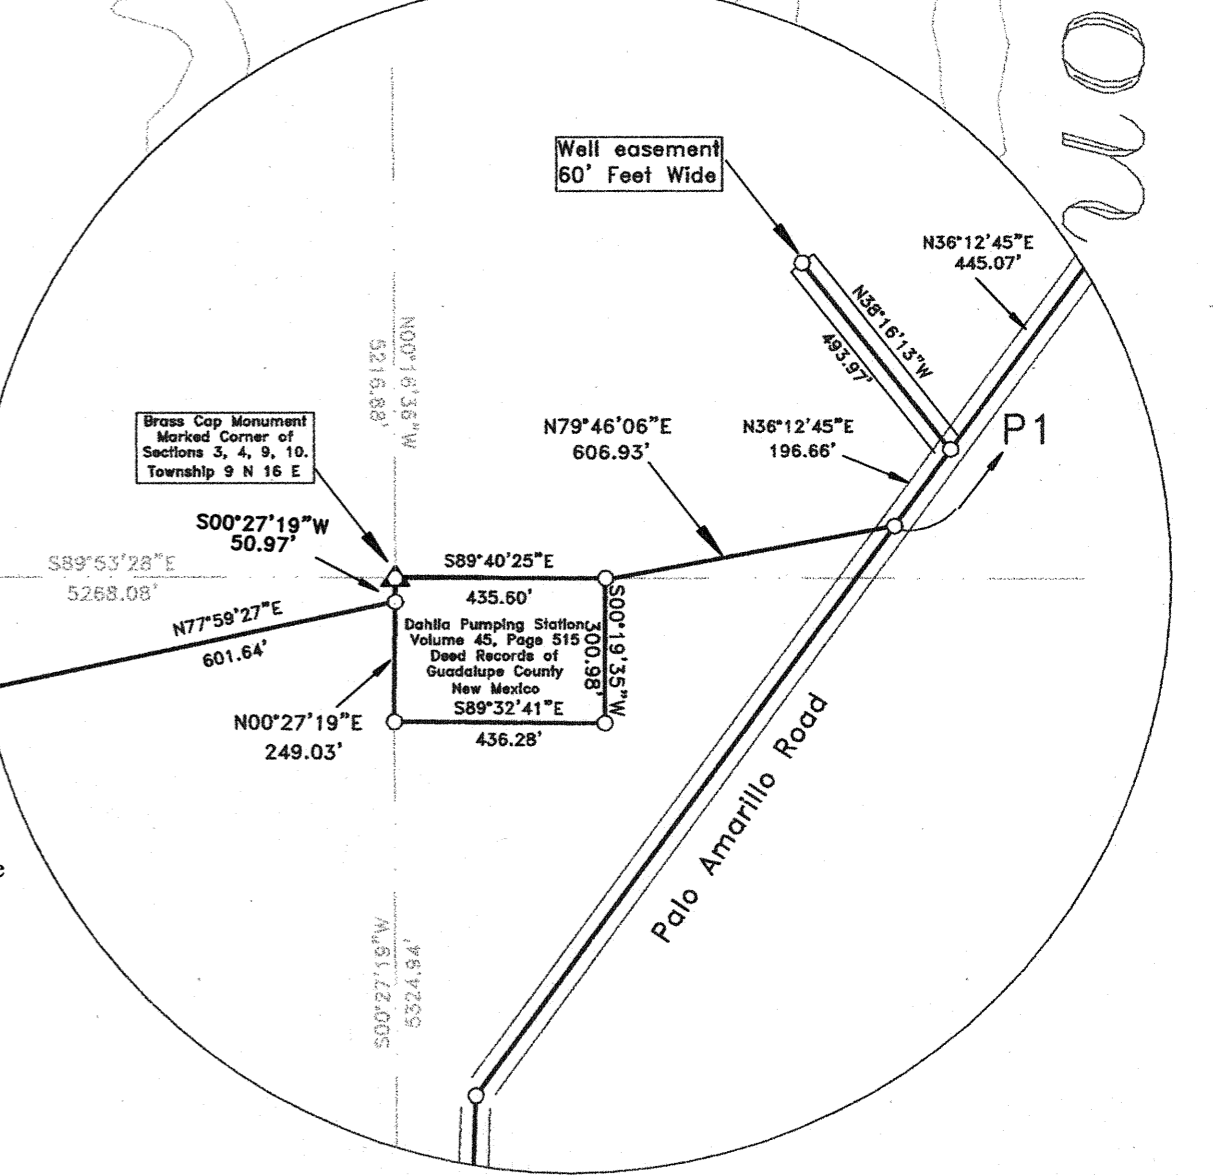 Well easement
60' Feet Wide
N36°12'45"E
445.07'
N38°16'13"W
493.97'
N00°16'36"W
5216.88'
Brass Cap Monument
Marked Corner of
Sections 3, 4, 9, 10.
Township 9 N 16 E
N79°46'06"E
606.93'
N36°12'45"E
196.66'
P1
S00°27'19"W
50.97'
S89°53'28"E
5268.08'
S89°40'25"E
435.60'
N77°59'27"E
601.64'
Dahlia Pumping Station
Volume 45, Page 515
Deed Records of
Guadalupe County
New Mexico
S00°19'35"W
300.98'
S89°32'41"E
436.28'
N00°27'19"E
249.03'
Palo Amarillo Road
S00°27'19"W
5324.94'
e